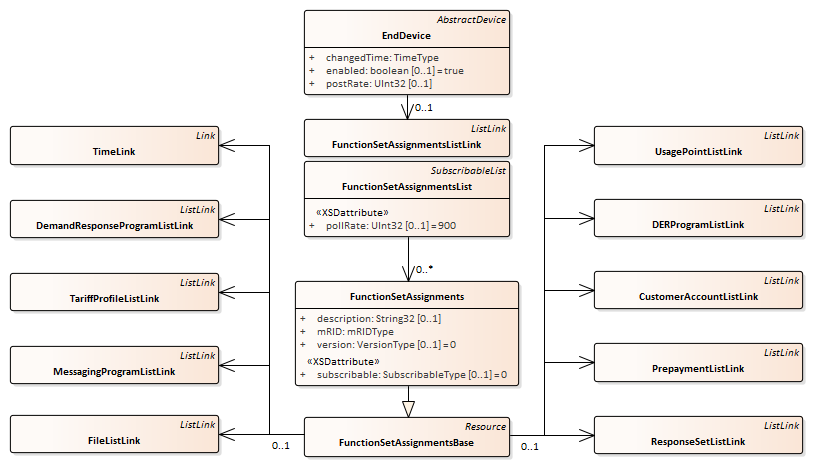 AbstractDevice
EndDevice
+ changedTime: TimeType
+ enabled: boolean [0..1] = true
+ postRate: UInt32 [0..1]
0..1
ListLink
FunctionSetAssignmentsListLink
SubscribableList
FunctionSetAssignmentsList
«XSDattribute»
+ pollRate: UInt32 [0..1] = 900
0..*
FunctionSetAssignments
+ description: String32 [0..1]
+ mRID: mRIDType
+ version: VersionType [0..1] = 0
«XSDattribute»
+ subscribable: SubscribableType [0..1] = 0
Resource
FunctionSetAssignmentsBase
Link
TimeLink
ListLink
DemandResponseProgramListLink
ListLink
TariffProfileListLink
ListLink
MessagingProgramListLink
ListLink
FileListLink
0..1
ListLink
UsagePointListLink
ListLink
DERProgramListLink
ListLink
CustomerAccountListLink
ListLink
PrepaymentListLink
ListLink
ResponseSetListLink
0..1